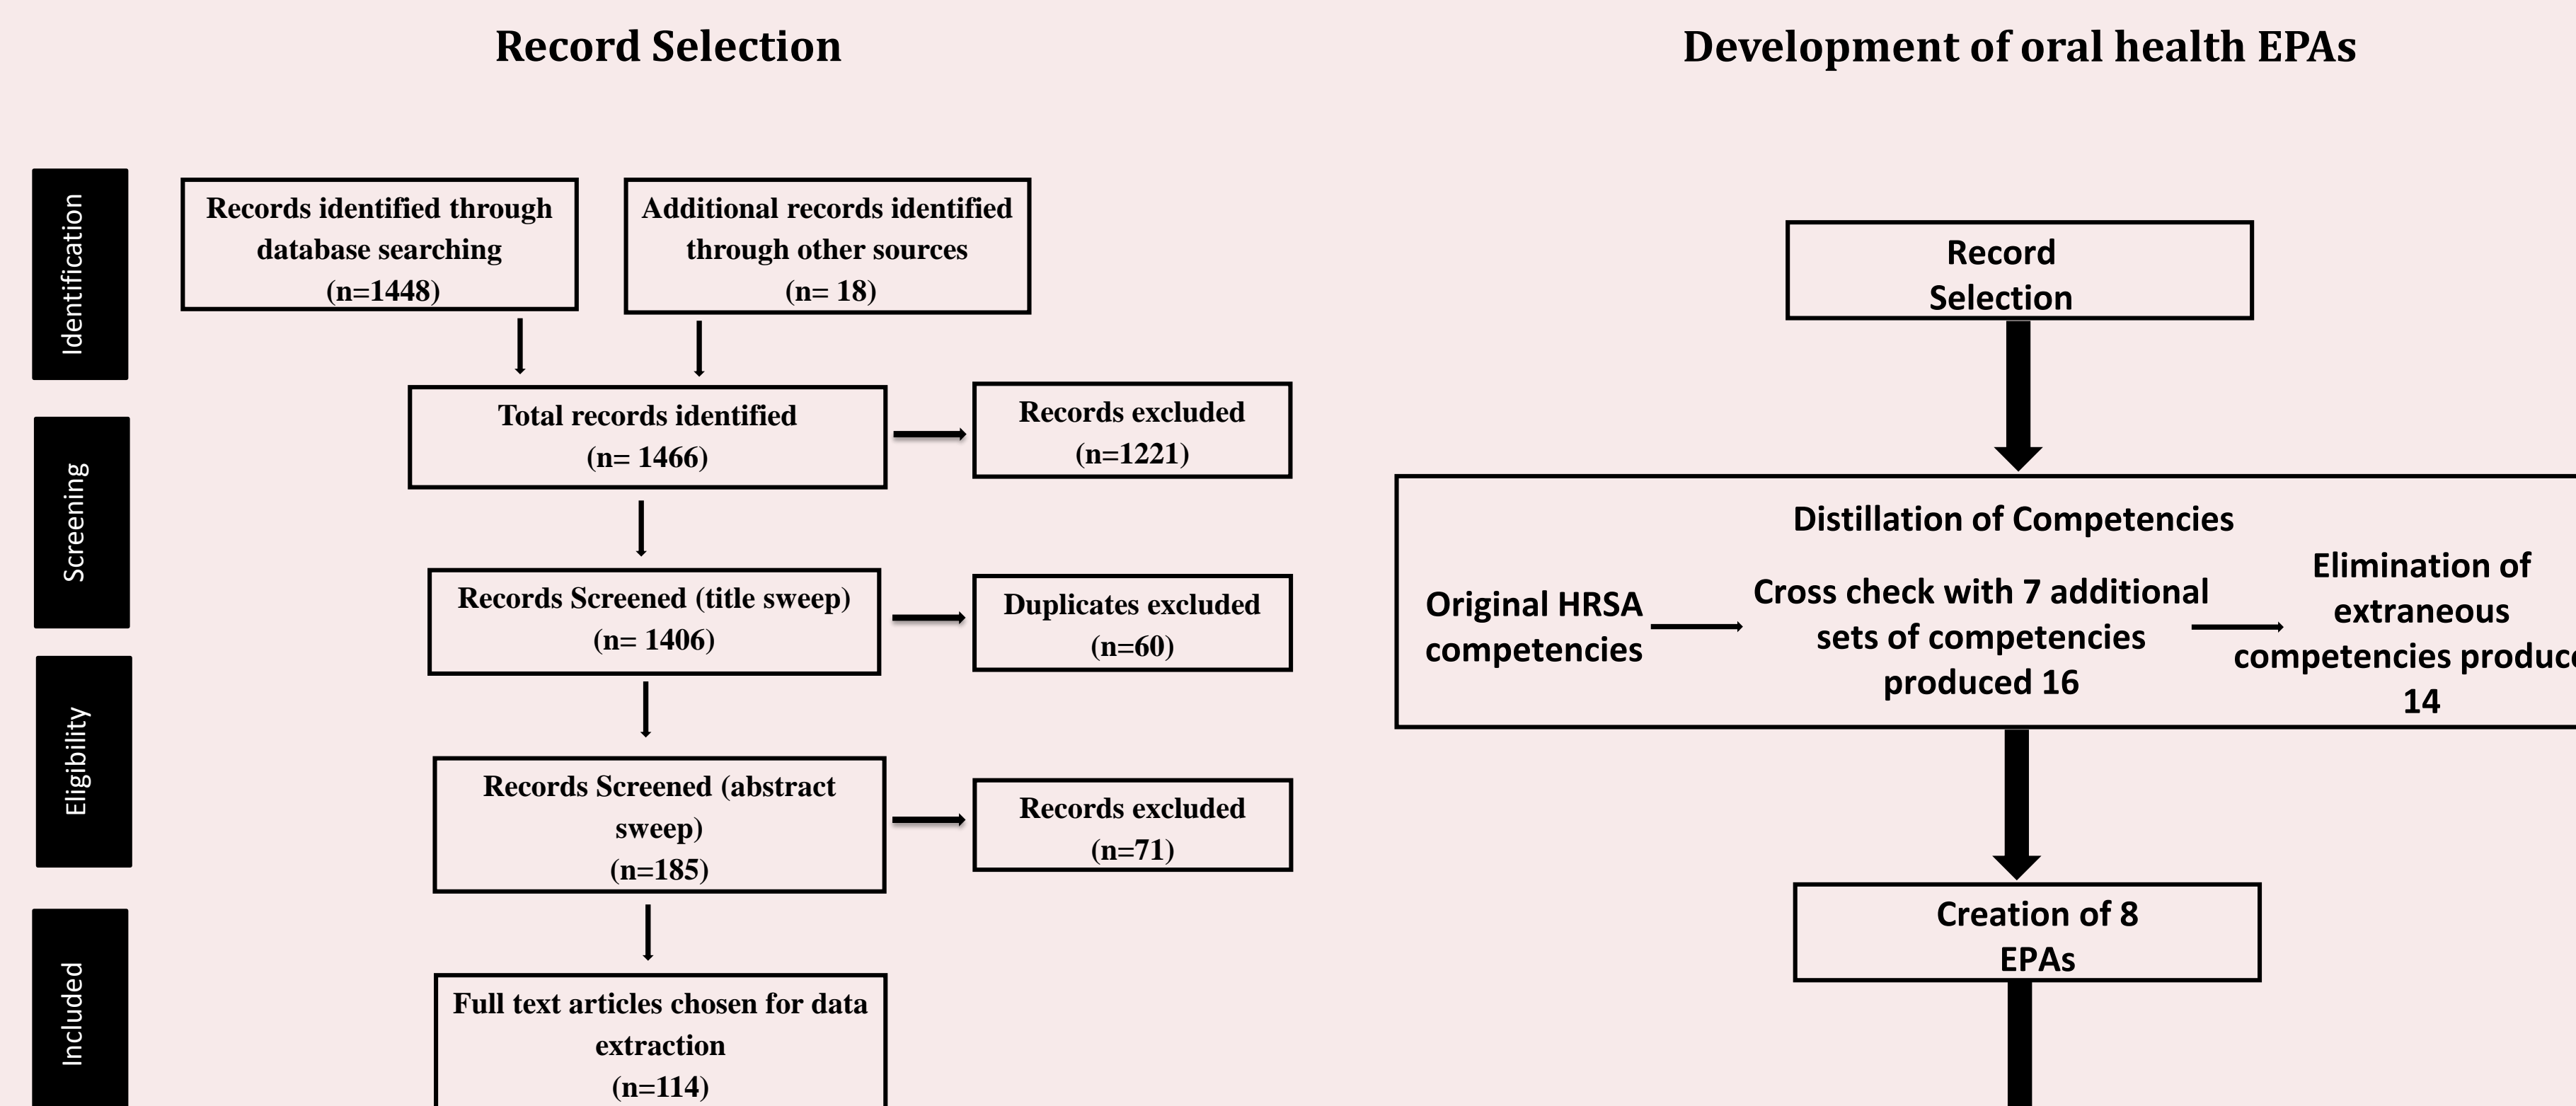 Record Selection
Identification
Records identified through
database searching
(n=1448)
Additional records identified
through other sources
(n= 18)
Screening
Total records identified
(n= 1466)
Records excluded
(n=1221)
Records Screened (title sweep)
(n= 1406)
Duplicates excluded
(n=60)
Eligibility
Records Screened (abstract
sweep)
(n=185)
Records excluded
(n=71)
Included
Full text articles chosen for data
extraction
(n=114)
Development of oral health EPAs
Record
Selection
Distillation of Competencies
Original HRSA
competencies
Cross check with 7 additional
sets of competencies
produced 16
Elimination of
extraneous
competencies
14
Creation of 8
EPAs